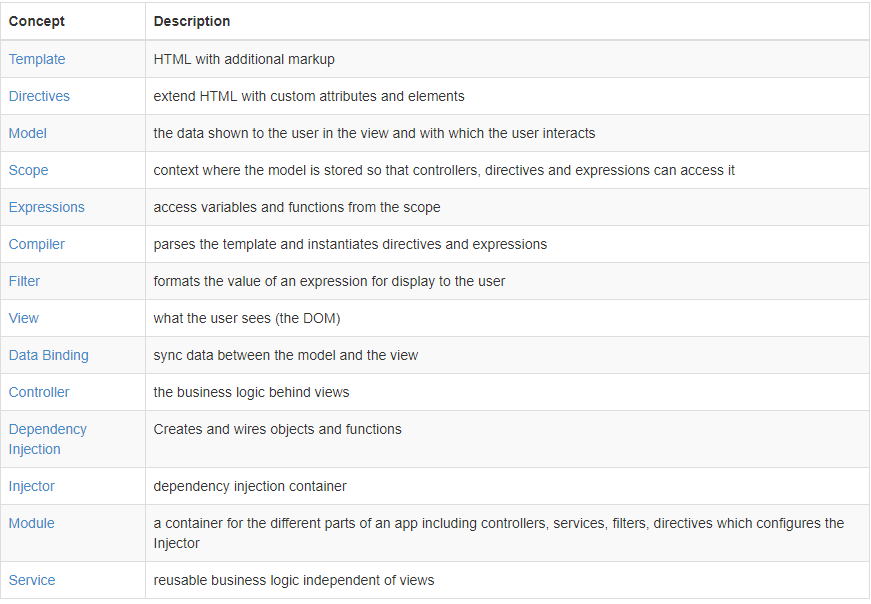 Concept Description
Template HTML with additional markup
Directives extend HTML with custom attributes and elements
Model the data shown to the user in the view and with which the user interacts
Scope context where the model is stored so that controllers, directives and expressions can access it
Expressions access variables and functions from the scope
Compiler parses the template and instantiates directives and expressions
Filter formats the value of an expression for display to the user
View what the user sees (the DOM)
Data Binding sync data between the model and the view
Controller the business logic behind views
Dependency Creates and wires objects and functions
Injection
Injector dependency injection container
Module a container for the different parts of an app including controllers, services, filters, directives which configures the
Injector
Service reusable business logic independent of views